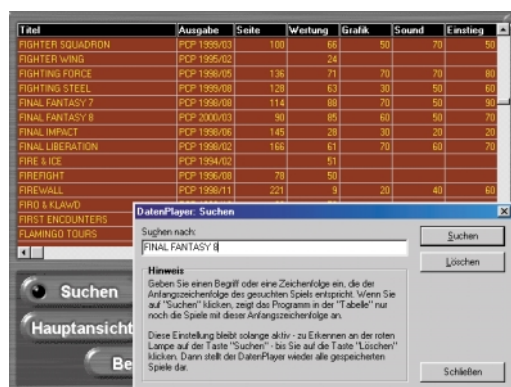 Titel Ausgabe Seite Wertung Grafik Sound Einstieg
FIGHTER SQUADRON PCP 1999/03 100 66 50 70 50
FIGHTER WING PCP 1995/02 24
FIGHTING FORCE PCP 1998/05 136 71 70 70 80
FIGHTING STEEL PCP 1999/08 128 63 30 50 60
FINAL FANTASY 7 PCP 1998/08 114 88 70 50 90
FINAL FANTASY 8 PCP 2000/03 90 85 60 50 70
FINAL IMPACT PCP 1998/06 145 28 30 20 20
FINAL LIBERATION PCP 1998/02 166 61 70 60 70
FIRE & ICE PCP 1994/02 51
FIREFIGHT PCP 1996/08 78 50
FIREWALL PCP 1998/11 221 9 20 40 60
FIRO & KLAWD
FIRST ENCOUNTERS
FLAMINGO TOURS
DatenPlayer: Suchen
Suchen nach:
FINAL FANTASY 8
Suchen
Löschen
Hinweis
Geben Sie einen Begriff oder eine Zeichenfolge ein, die der
Anfangszeichenfolge des gesuchten Spiels entspricht. Wenn Sie
auf "Suchen" klicken, zeigt das Programm in der "Tabelle" nur
noch die Spiele mit dieser Anfangszeichenfolge an.
Diese Einstellung bleibt solange aktiv - zu Erkennen an der roten
Lampe auf der Taste "Suchen" - bis Sie auf die Taste "Löschen"
klicken. Dann stellt der DatenPlayer wieder alle gespeicherten
Spiele dar.
Schließen
Suchen
Hauptansicht
Be